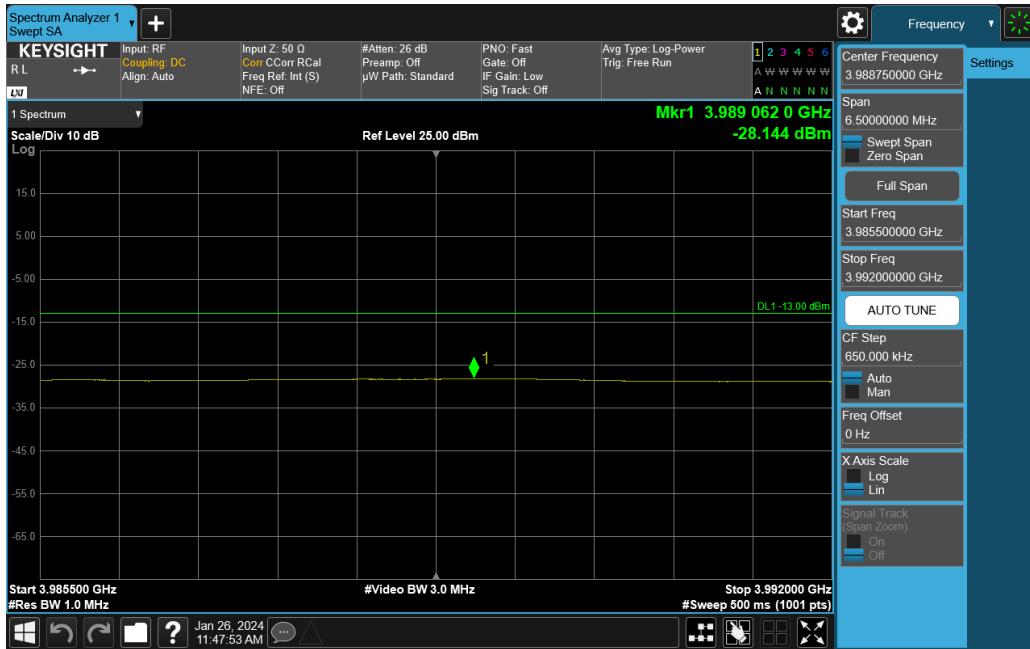 Spectrum Analyzer 1
Swept SA
Frequency
KEYSIGHT
R L
LXI
Input: RF
Coupling: DC
Align: Auto
Input Z: 50 Ω
Corr CCorr RCal
Freq Ref: Int (S)
NFE: Off
#Atten: 26 dB
Preamp: Off
µW Path: Standard
PNO: Fast
Gate: Off
IF Gain: Low
Sig Track: Off
Avg Type: Log-Power
Trig: Free Run
1 2 3 4 5 6
A W W W W W
A N N N N N
1 Spectrum
Mkr1 3.989 062 0 GHz
-28.144 dBm
Scale/Div 10 dB
Ref Level 25.00 dBm
Log
15.0
5.00
-5.00
DL1 -13.00 dBm
-15.0
1
-25.0
-35.0
-45.0
-55.0
-65.0
Start 3.985500 GHz
#Video BW 3.0 MHz
Stop 3.992000 GHz
#Res BW 1.0 MHz
#Sweep 500 ms (1001 pts)
?
Jan 26, 2024
11:47:53 AM
Center Frequency
3.988750000 GHz
Settings
Span
6.50000000 MHz
Swept Span
Zero Span
Full Span
Start Freq
3.985500000 GHz
Stop Freq
3.992000000 GHz
AUTO TUNE
CF Step
650.000 kHz
Auto
Man
Freq Offset
0 Hz
X Axis Scale
Log
Lin
Signal Track
(Span Zoom)
On
Off